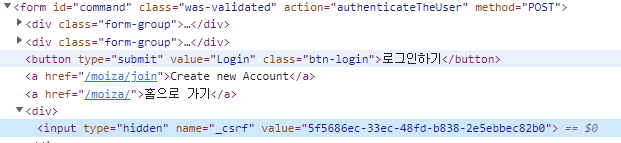 ▼<form id="command" class="was-validated" action="authenticateTheUser" method="POST">
▶<div class="form-group">…</div>
▶<div class="form-group">…</div>
<button type="submit" value="Login" class="btn-login">로그인하기</button>
<a href="/moiza/join">Create new Account</a>
<a href="/moiza/">홈으로 가기</a>
▼<div>
<input type="hidden" name="_csrf" value="5f5686ec-33ec-48fd-b838-2e5ebbec82b0"> == $0